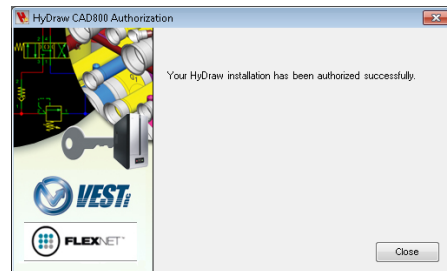 HyDraw CAD800 Authorization
Your HyDraw installation has been authorized successfully.
VEST
FLEXNET
Close